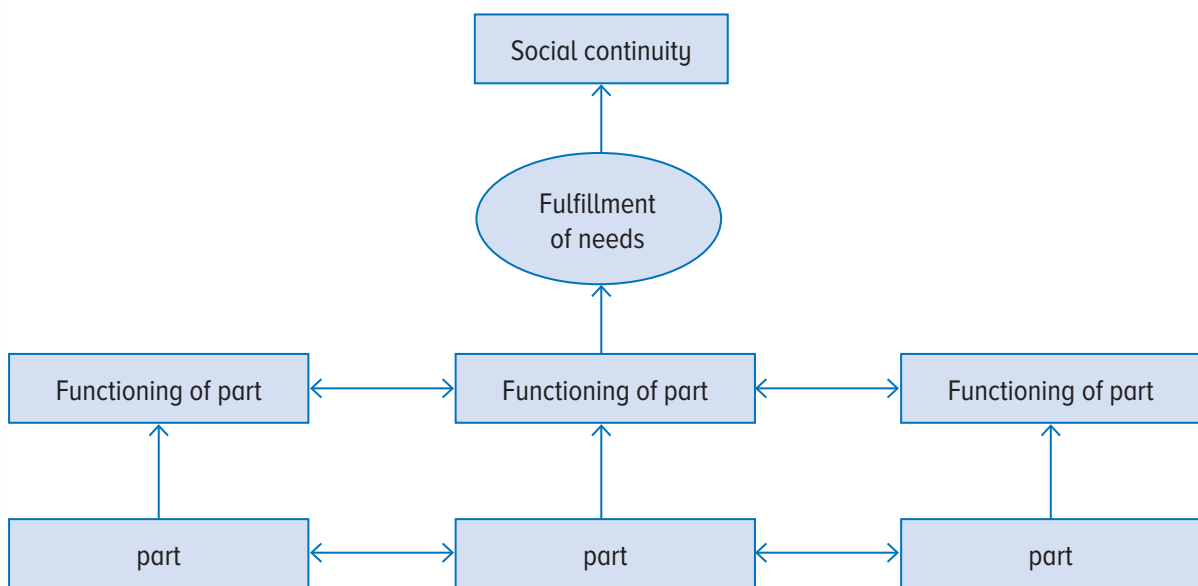 Social continuity
Fulfillment
of needs
Functioning of part
Functioning of part
Functioning of part
part
part
part